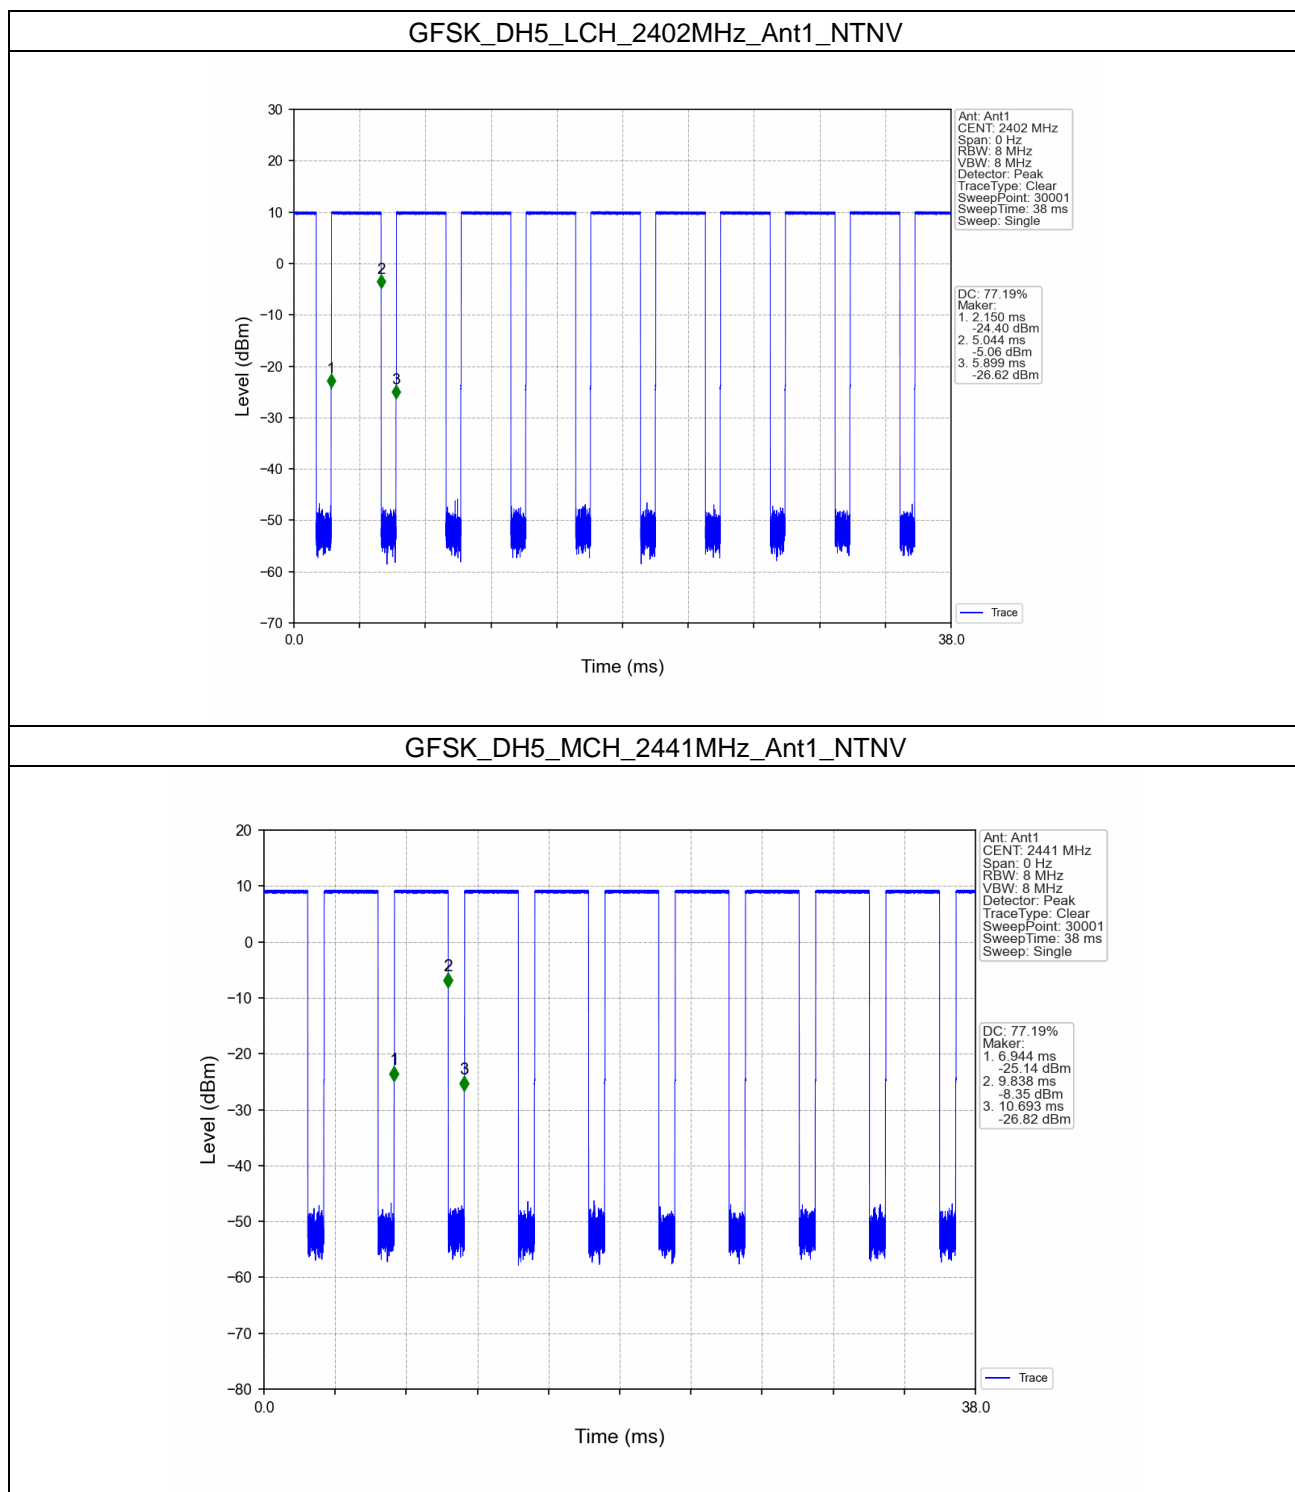 GFSK_DH5_LCH_2402MHz_Ant1_NTNV
30
20
10
0
−10
−20
−30
−40
−50
−60
−70
Level (dBm)
0.0
38.0
Time (ms)
1
2
3
Ant: Ant1
CENT: 2402 MHz
Span: 0 Hz
RBW: 8 MHz
VBW: 8 MHz
Detector: Peak
TraceType: Clear
SweepPoint: 30001
SweepTime: 38 ms
Sweep: Single
DC: 77.19%
Maker:
1. 2.150 ms
-24.40 dBm
2. 5.044 ms
-5.06 dBm
3. 5.899 ms
-26.62 dBm
Trace
GFSK_DH5_MCH_2441MHz_Ant1_NTNV
20
10
0
−10
−20
−30
−40
−50
−60
−70
−80
Level (dBm)
0.0
38.0
Time (ms)
1
2
3
Ant: Ant1
CENT: 2441 MHz
Span: 0 Hz
RBW: 8 MHz
VBW: 8 MHz
Detector: Peak
TraceType: Clear
SweepPoint: 30001
SweepTime: 38 ms
Sweep: Single
DC: 77.19%
Maker:
1. 6.944 ms
-25.14 dBm
2. 9.838 ms
-8.35 dBm
3. 10.693 ms
-26.82 dBm
Trace